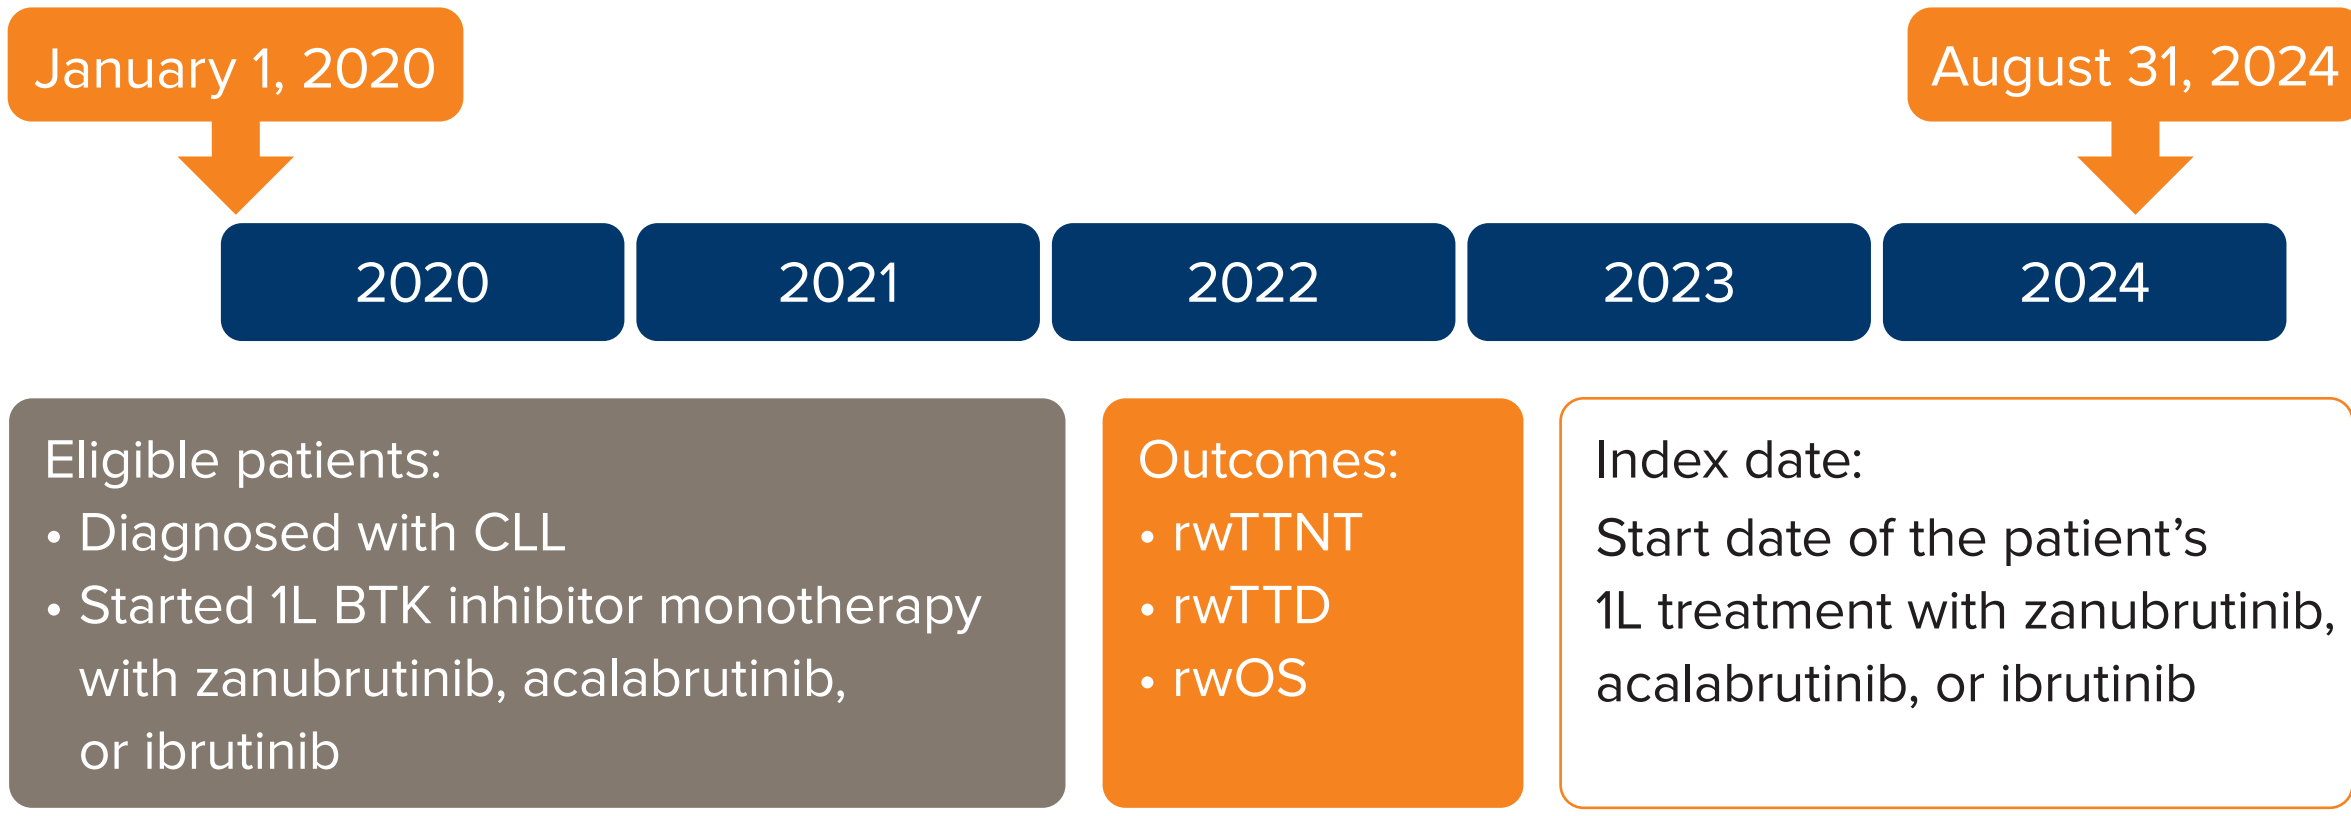 January 1, 2020
August 31, 2024
2020
2021
2022
2023
2024
Eligible patients:
• Diagnosed with CLL
• Started 1L BTK inhibitor monotherapy
with zanubrutinib, acalabrutinib,
or ibrutinib
Outcomes:
• rwTTNT
• rwTTD
• rwOS
Index date:
Start date of the patient’s
1L treatment with zanubrutinib,
acalabrutinib, or ibrutinib